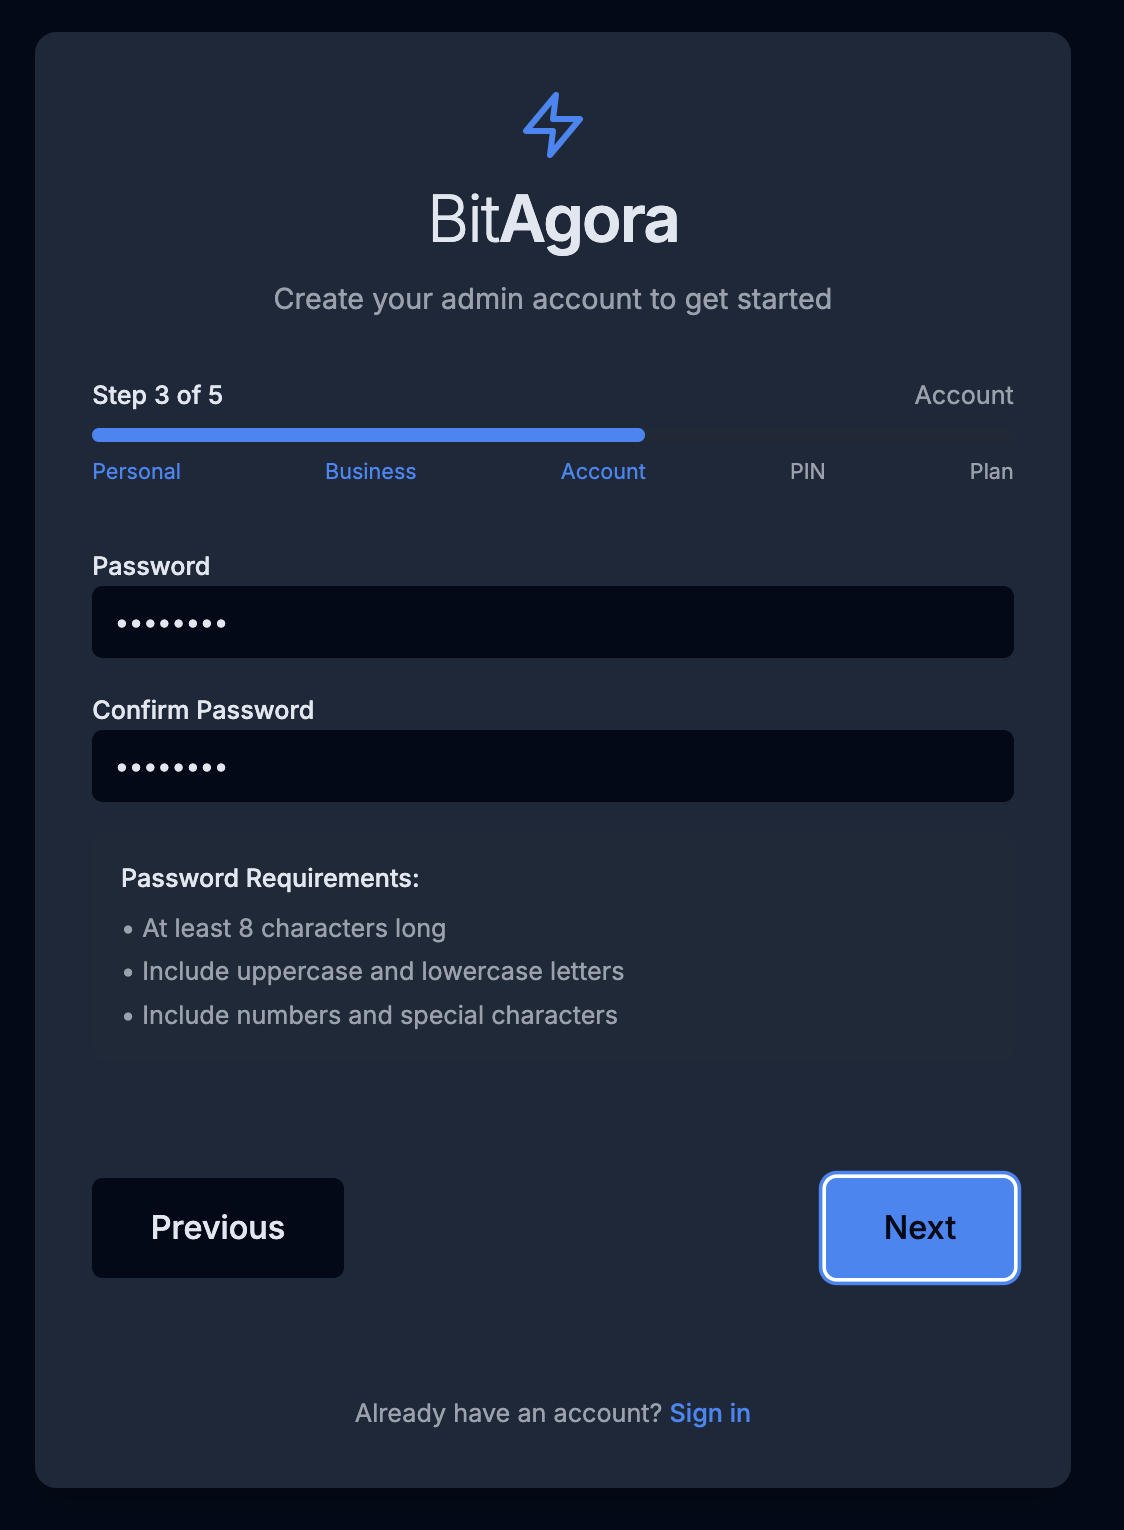 BitAgora
Create your admin account to get started
Step 3 of 5 Account
Personal Business Account PIN Plan
Password
••••••••
Confirm Password
••••••••
Password Requirements:
• At least 8 characters long
• Include uppercase and lowercase letters
• Include numbers and special characters
Previous Next
Already have an account? Sign in